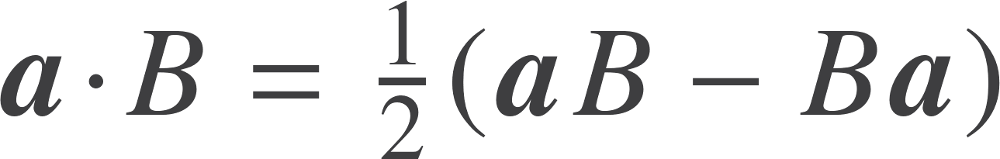 a · B = 1/2 (aB − Ba)